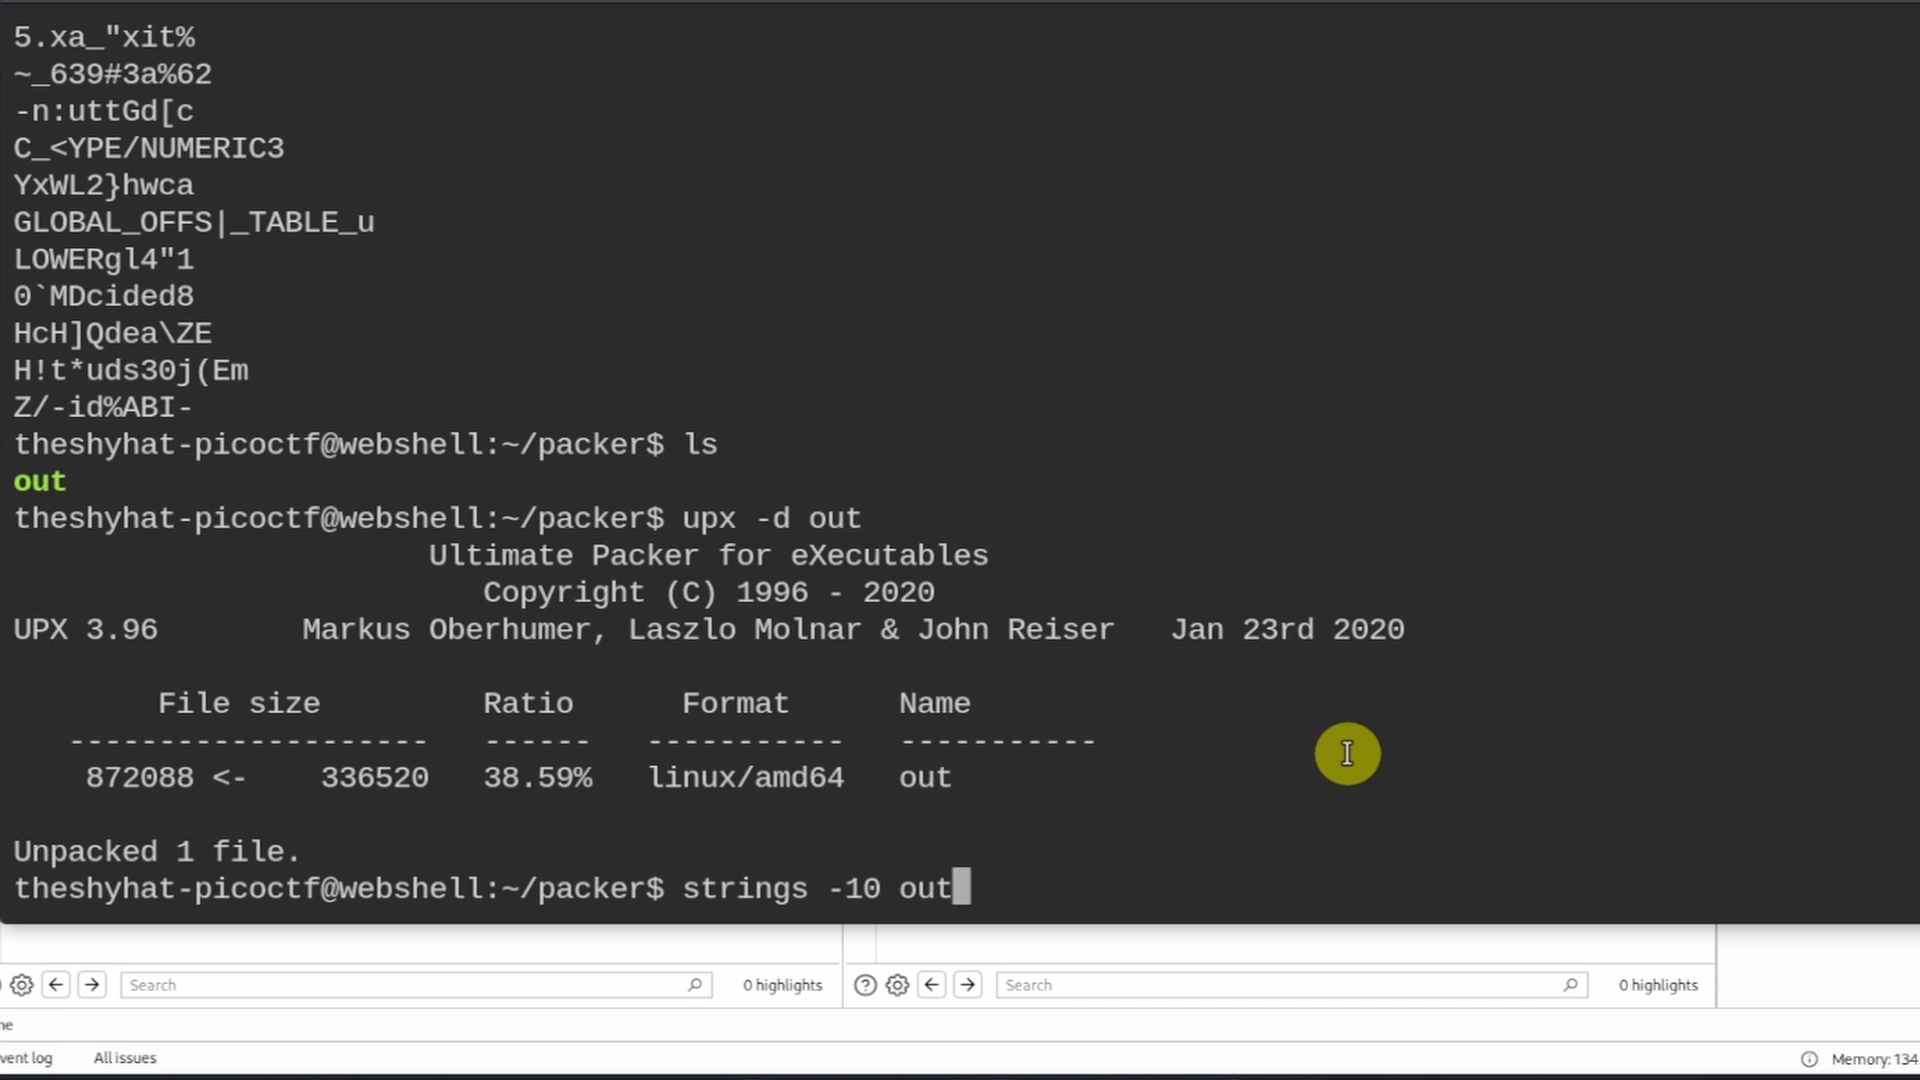 5.xa_"xit%
~_639#3a%62
-n:uttGd[c
C_<YPE/NUMERIC3
YxWL2}hwca
GLOBAL_OFFS|_TABLE_u
LOWERgl4"1
0`MDcided8
HcH]Qdea\ZE
H!t*uds30j(Em
Z/-id%ABI-
theshyhat-picoctf@webshell:~/packer$ ls
out
theshyhat-picoctf@webshell:~/packer$ upx -d out
Ultimate Packer for eXecutables
Copyright (C) 1996 - 2020
UPX 3.96 Markus Oberhumer, Laszlo Molnar & John Reiser Jan 23rd 2020
File size Ratio Format Name
-------------------- ------ ----------- -----------
872088 <- 336520 38.59% linux/amd64 out
Unpacked 1 file.
theshyhat-picoctf@webshell:~/packer$ strings -10 out
Search 0 highlights Search 0 highlights
ne
vent log All issues Memory: 134